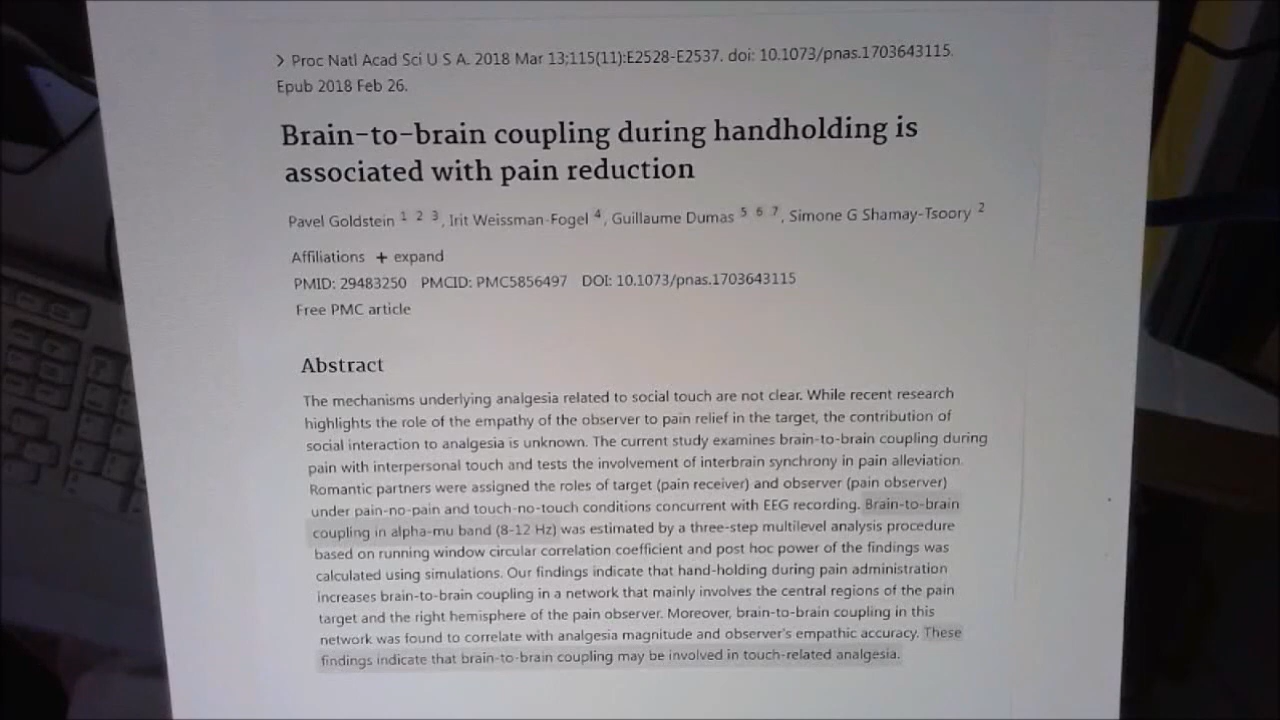 > Proc Natl Acad Sci U S A. 2018 Mar 13;115(11):E2528-E2537. doi: 10.1073/pnas.1703643115.
Epub 2018 Feb 26.
Brain-to-brain coupling during handholding is
associated with pain reduction
Pavel Goldstein 1 2 3, Irit Weissman-Fogel 4, Guillaume Dumas 5 6 7, Simone G Shamay-Tsoory 2
Affiliations + expand
PMID: 29483250 PMCID: PMC5856497 DOI: 10.1073/pnas.1703643115
Free PMC article
Abstract
The mechanisms underlying analgesia related to social touch are not clear. While recent research
highlights the role of the empathy of the observer to pain relief in the target, the contribution of
social interaction to analgesia is unknown. The current study examines brain-to-brain coupling during
pain with interpersonal touch and tests the involvement of interbrain synchrony in pain alleviation.
Romantic partners were assigned the roles of target (pain receiver) and observer (pain observer)
under pain-no-pain and touch-no-touch conditions concurrent with EEG recording. Brain-to-brain
coupling in alpha-mu band (8-12 Hz) was estimated by a three-step multilevel analysis procedure
based on running window circular correlation coefficient and post hoc power of the findings was
calculated using simulations. Our findings indicate that hand-holding during pain administration
increases brain-to-brain coupling in a network that mainly involves the central regions of the pain
target and the right hemisphere of the pain observer. Moreover, brain-to-brain coupling in this
network was found to correlate with analgesia magnitude and observer's empathic accuracy. These
findings indicate that brain-to-brain coupling may be involved in touch-related analgesia.